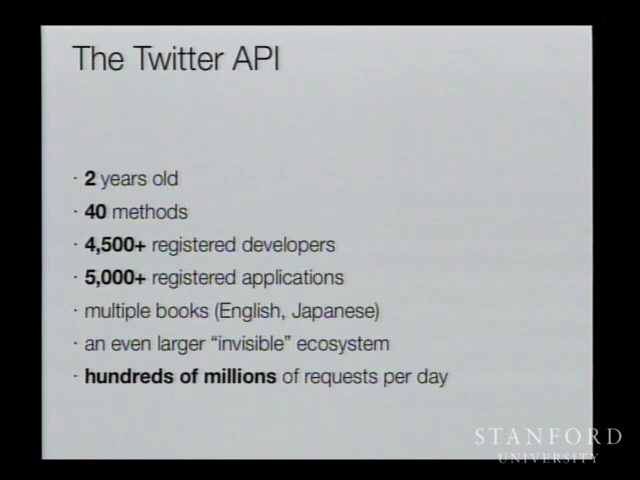 The Twitter API
· 2 years old
· 40 methods
· 4,500+ registered developers
· 5,000+ registered applications
· multiple books (English, Japanese)
· an even larger “invisible” ecosystem
· hundreds of millions of requests per day
STANFORD
UNIVERSITY